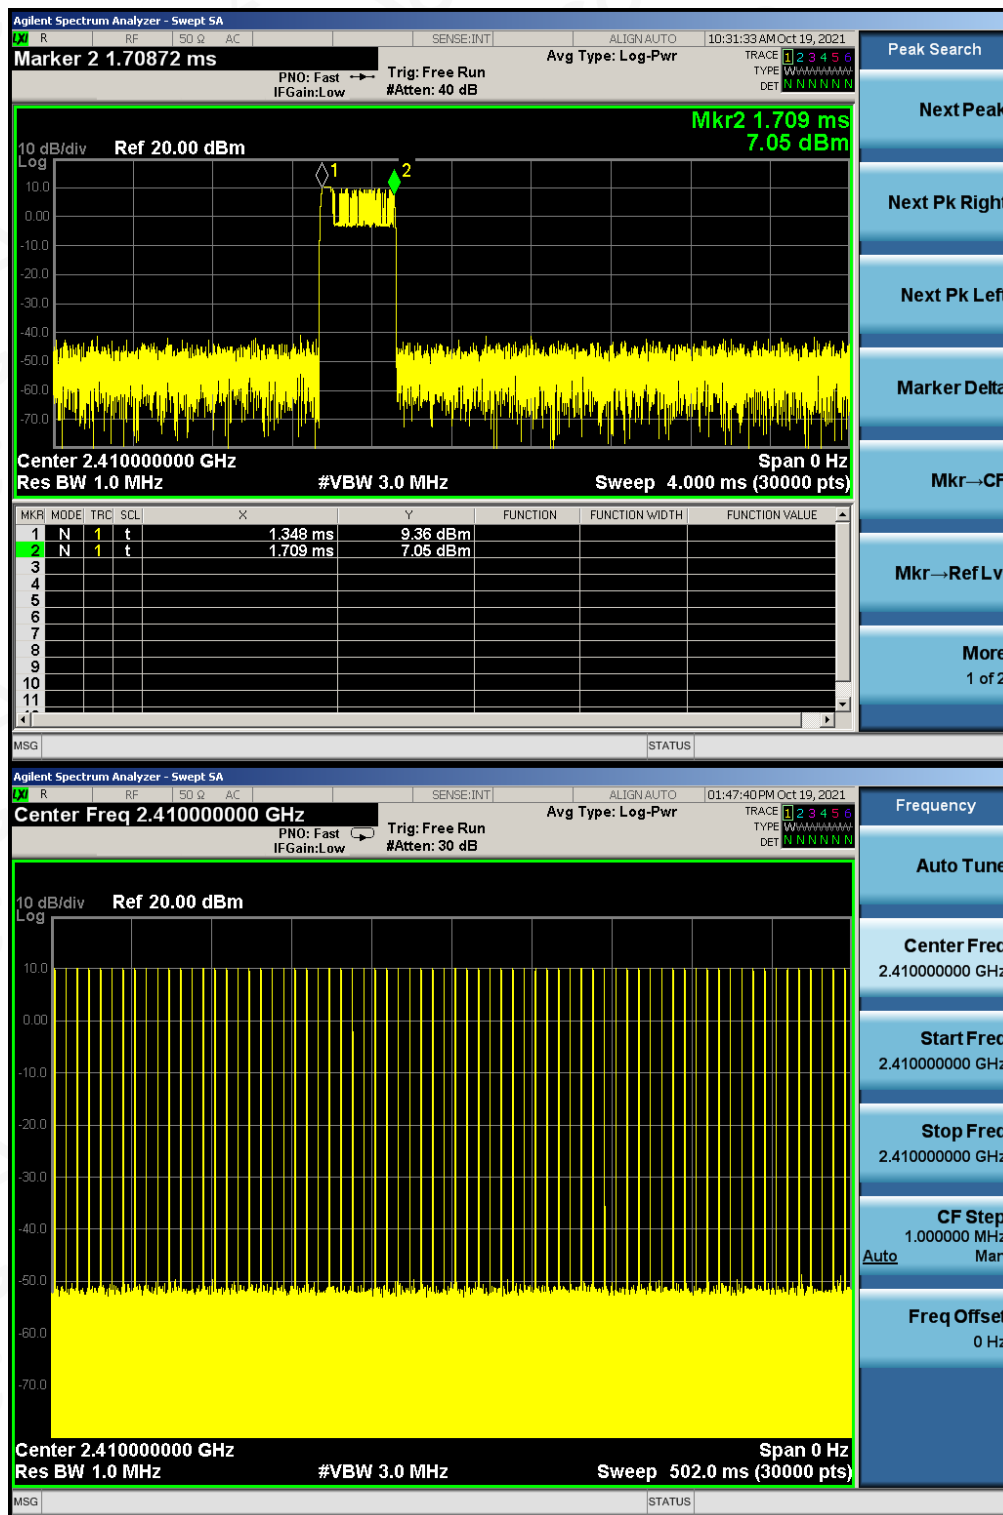 Agilent Spectrum Analyzer - Swept SA
LXI R RF 50 Ω AC SENSE:INT ALIGN AUTO 10:31:33 AM Oct 19, 2021
Marker 2 1.70872 ms
PNO: Fast
IFGain:Low
Trig: Free Run
#Atten: 40 dB
Avg Type: Log-Pwr
TRACE 1 2 3 4 5 6
TYPE W
DET N N N N N N
Peak Search
Mkr2 1.709 ms
7.05 dBm
10 dB/div Ref 20.00 dBm
Log
10.0
0.00
-10.0
-20.0
-30.0
-40.0
-50.0
-60.0
-70.0
1
2
Center 2.410000000 GHz Span 0 Hz
Res BW 1.0 MHz #VBW 3.0 MHz Sweep 4.000 ms (30000 pts)
Next Peak
Next Pk Right
Next Pk Left
Marker Delta
Mkr→CF
Mkr→Ref Lv
More
1 of 2
MKR MODE TRC SCL X Y FUNCTION FUNCTION WIDTH FUNCTION VALUE
1 N 1 t 1.348 ms 9.36 dBm
2 N 1 t 1.709 ms 7.05 dBm
3
4
5
6
7
8
9
10
11
MSG STATUS
Agilent Spectrum Analyzer - Swept SA
LXI R RF 50 Ω AC SENSE:INT ALIGN AUTO 01:47:40 PM Oct 19, 2021
Center Freq 2.410000000 GHz
PNO: Fast
IFGain:Low
Trig: Free Run
#Atten: 30 dB
Avg Type: Log-Pwr
TRACE 1 2 3 4 5 6
TYPE W
DET N N N N N N
Frequency
10 dB/div Ref 20.00 dBm
Log
10.0
0.00
-10.0
-20.0
-30.0
-40.0
-50.0
-60.0
-70.0
Center 2.410000000 GHz Span 0 Hz
Res BW 1.0 MHz #VBW 3.0 MHz Sweep 502.0 ms (30000 pts)
Auto Tune
Center Freq
2.410000000 GHz
Start Freq
2.410000000 GHz
Stop Freq
2.410000000 GHz
CF Step
1.000000 MHz
Auto Man
Freq Offset
0 Hz
MSG STATUS